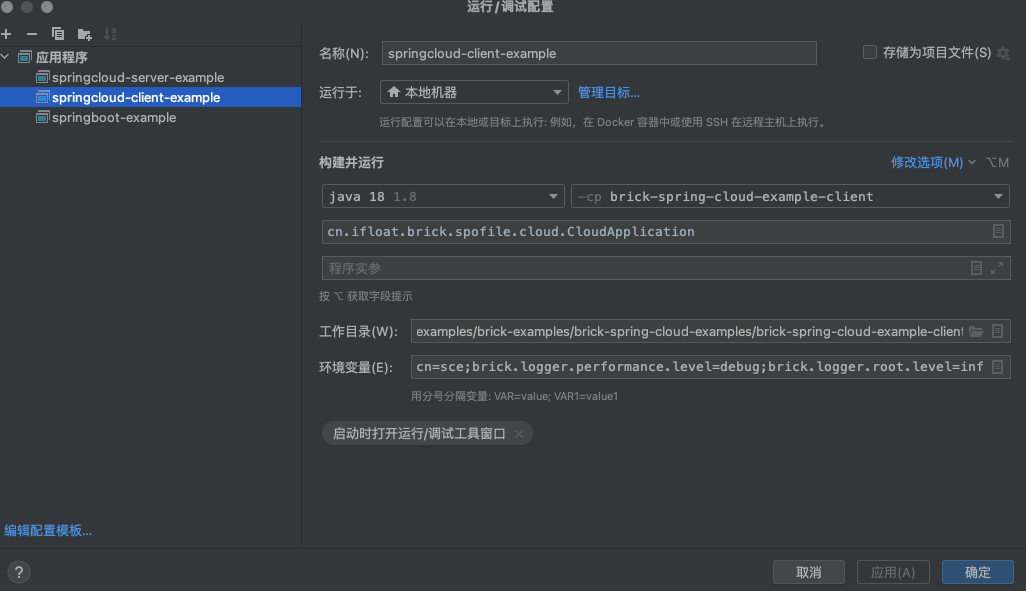 运行/调试配置
应用程序
springcloud-server-example
springcloud-client-example
springboot-example
编辑配置模板...
名称(N): springcloud-client-example 存储为项目文件(S)
运行于: 本地机器 管理目标...
运行配置可以在本地或目标上执行: 例如，在 Docker 容器中或使用 SSH 在远程主机上执行。
构建并运行 修改选项(M) ⌥M
java 18 1.8 -cp brick-spring-cloud-example-client
cn.ifloat.brick.spofile.cloud.CloudApplication
程序实参
按 ⌥ 获取字段提示
工作目录(W): examples/brick-examples/brick-spring-cloud-examples/brick-spring-cloud-example-client
环境变量(E): cn=sce;brick.logger.performance.level=debug;brick.logger.root.level=inf
用分号分隔变量: VAR=value; VAR1=value1
启动时打开运行/调试工具窗口 ×
? 取消 应用(A) 确定